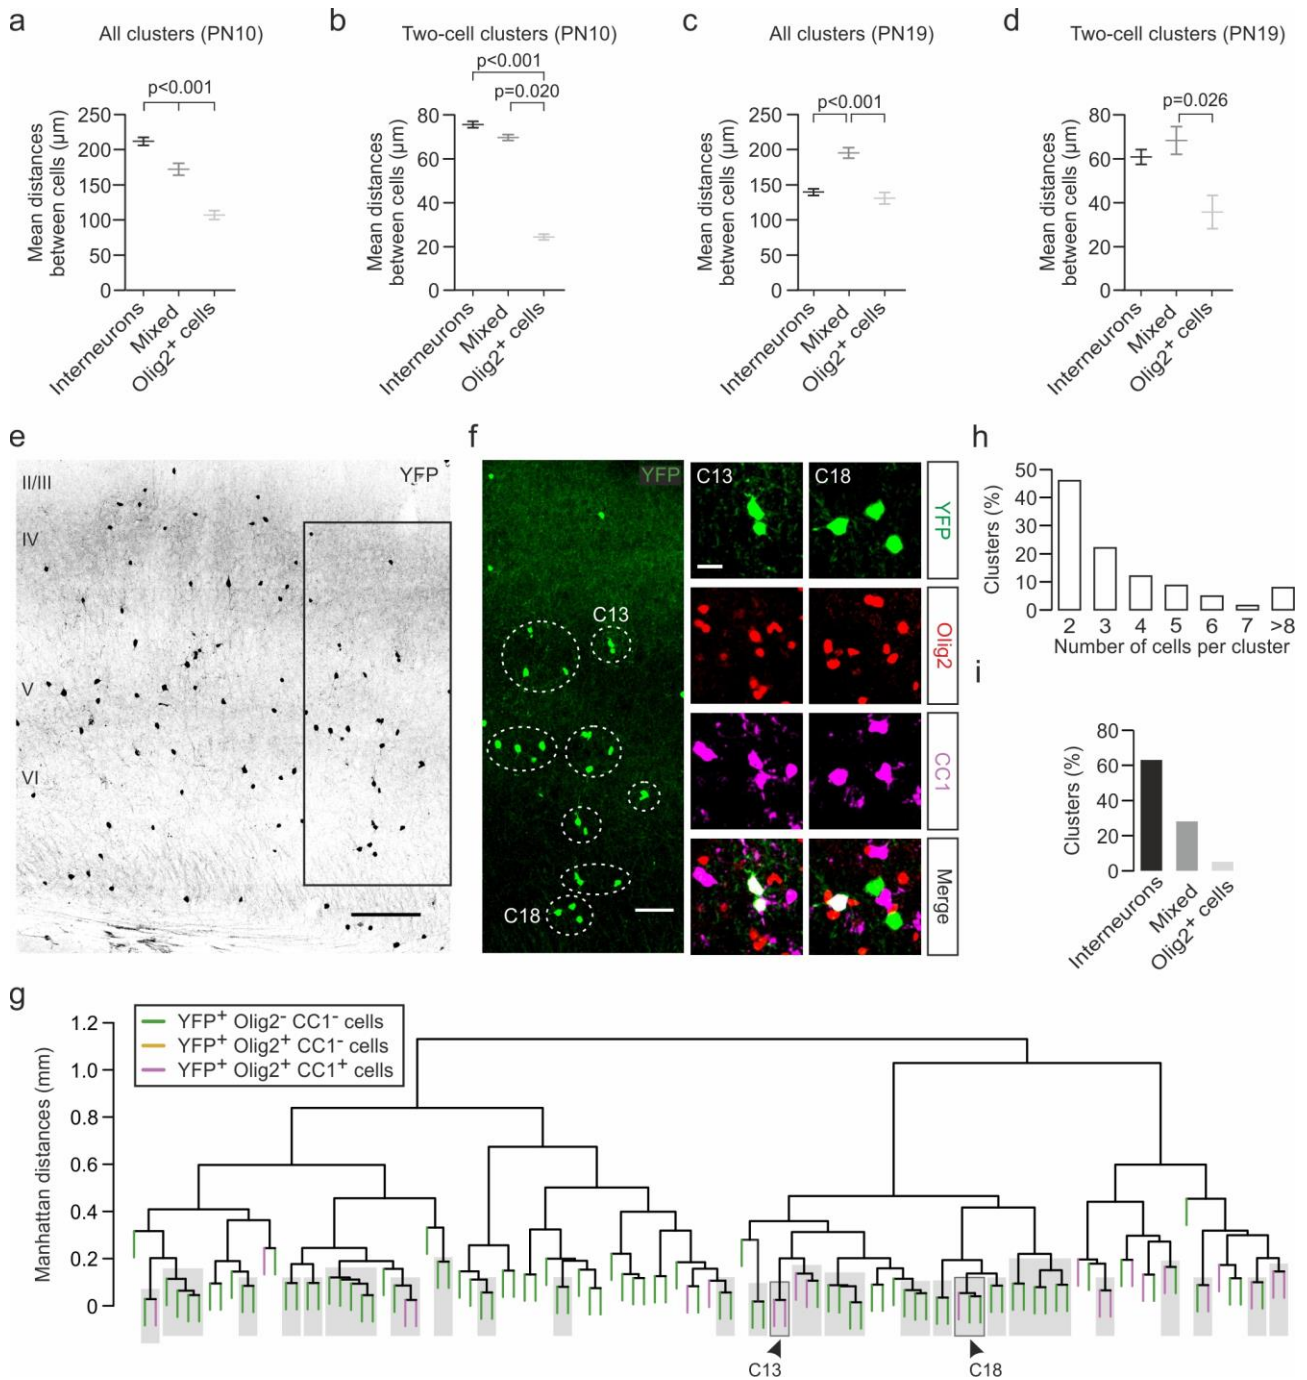 a
All clusters (PN10)
p<0.001
Mean distances
between cells (µm)
250
200
150
100
50
0
Interneurons
Mixed
Olig2⁺ cells
b
Two-cell clusters (PN10)
p<0.001
p=0.020
Mean distances
between cells (µm)
80
60
40
20
0
Interneurons
Mixed
Olig2⁺ cells
c
All clusters (PN19)
p<0.001
Mean distances
between cells (µm)
250
200
150
100
50
0
Interneurons
Mixed
Olig2⁺ cells
d
Two-cell clusters (PN19)
p=0.026
Mean distances
between cells (µm)
80
60
40
20
0
Interneurons
Mixed
Olig2⁺ cells
e
YFP
II/III
IV
V
VI
f
YFP
C13
C18
C13
C18
YFP
Olig2
CC1
Merge
h
Clusters (%)
50
40
30
20
10
0
2 3 4 5 6 7 >8
Number of cells per cluster
i
Clusters (%)
80
60
40
20
0
Interneurons
Mixed
Olig2⁺ cells
g
Manhattan distances (mm)
1.2
1.0
0.8
0.6
0.4
0.2
0
YFP⁺ Olig2⁻ CC1⁻ cells
YFP⁺ Olig2⁺ CC1⁻ cells
YFP⁺ Olig2⁺ CC1⁺ cells
C13
C18